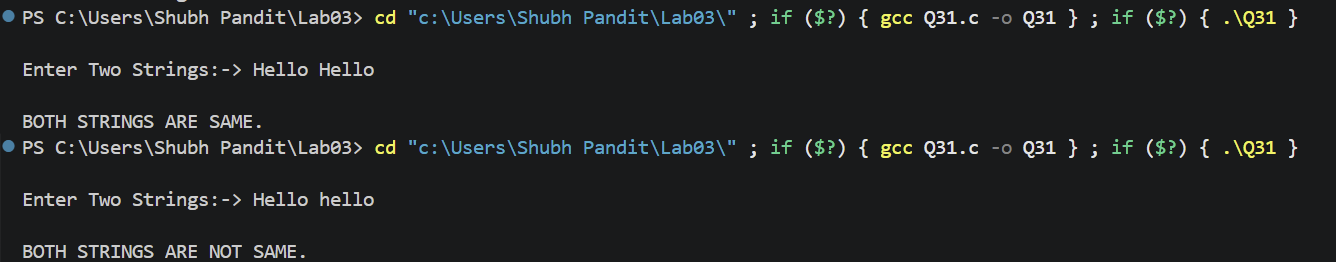 PS C:\Users\Shubh Pandit\Lab03> cd "c:\Users\Shubh Pandit\Lab03\" ; if ($?) { gcc Q31.c -o Q31 } ; if ($?) { .\Q31 }
Enter Two Strings:-> Hello Hello
BOTH STRINGS ARE SAME.
PS C:\Users\Shubh Pandit\Lab03> cd "c:\Users\Shubh Pandit\Lab03\" ; if ($?) { gcc Q31.c -o Q31 } ; if ($?) { .\Q31 }
Enter Two Strings:-> Hello hello
BOTH STRINGS ARE NOT SAME.